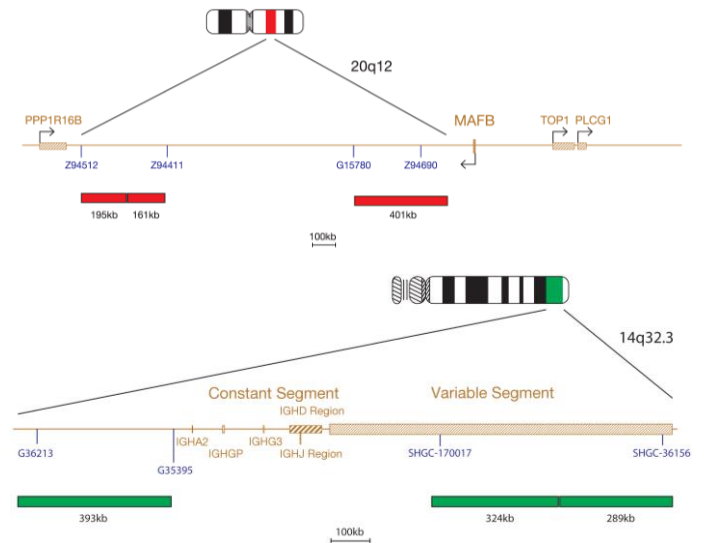 20q12
PPP1R16B
MAFB
TOP1 PLCG1
Z94512 Z94411 G15780 Z94690
195kb 161kb 401kb
100kb
14q32.3
Constant Segment Variable Segment
IGHD Region
IGHA2 IGHG3
IGHGP IGHJ Region
G36213 SHGC-170017 SHGC-36156
G35395
393kb 324kb 289kb
100kb